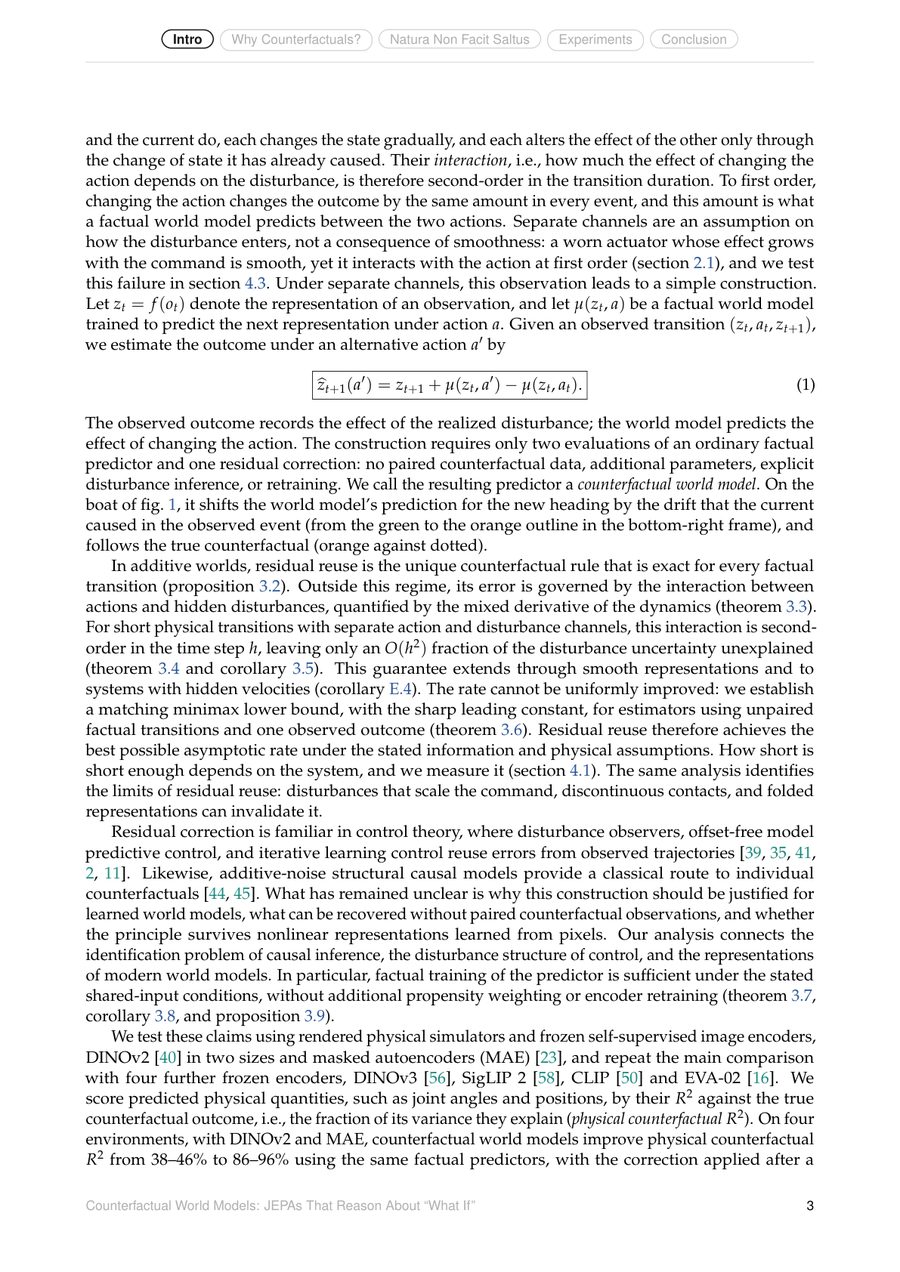 Intro Why Counterfactuals? Natura Non Facit Saltus Experiments Conclusion
and the current do, each changes the state gradually, and each alters the effect of the other only through
the change of state it has already caused. Their interaction, i.e., how much the effect of changing the
action depends on the disturbance, is therefore second-order in the transition duration. To first order,
changing the action changes the outcome by the same amount in every event, and this amount is what
a factual world model predicts between the two actions. Separate channels are an assumption on
how the disturbance enters, not a consequence of smoothness: a worn actuator whose effect grows
with the command is smooth, yet it interacts with the action at first order (section 2.1), and we test
this failure in section 4.3. Under separate channels, this observation leads to a simple construction.
Let zₜ = f(oₜ) denote the representation of an observation, and let μ(zₜ, a) be a factual world model
trained to predict the next representation under action a. Given an observed transition (zₜ, aₜ, zₜ₊₁),
we estimate the outcome under an alternative action a′ by
ẑₜ₊₁(a′) = zₜ₊₁ + μ(zₜ, a′) − μ(zₜ, aₜ). (1)
The observed outcome records the effect of the realized disturbance; the world model predicts the
effect of changing the action. The construction requires only two evaluations of an ordinary factual
predictor and one residual correction: no paired counterfactual data, additional parameters, explicit
disturbance inference, or retraining. We call the resulting predictor a counterfactual world model. On the
boat of fig. 1, it shifts the world model's prediction for the new heading by the drift that the current
caused in the observed event (from the green to the orange outline in the bottom-right frame), and
follows the true counterfactual (orange against dotted).
In additive worlds, residual reuse is the unique counterfactual rule that is exact for every factual
transition (proposition 3.2). Outside this regime, its error is governed by the interaction between
actions and hidden disturbances, quantified by the mixed derivative of the dynamics (theorem 3.3).
For short physical transitions with separate action and disturbance channels, this interaction is second-
order in the time step h, leaving only an O(h²) fraction of the disturbance uncertainty unexplained
(theorem 3.4 and corollary 3.5). This guarantee extends through smooth representations and to
systems with hidden velocities (corollary E.4). The rate cannot be uniformly improved: we establish
a matching minimax lower bound, with the sharp leading constant, for estimators using unpaired
factual transitions and one observed outcome (theorem 3.6). Residual reuse therefore achieves the
best possible asymptotic rate under the stated information and physical assumptions. How short is
short enough depends on the system, and we measure it (section 4.1). The same analysis identifies
the limits of residual reuse: disturbances that scale the command, discontinuous contacts, and folded
representations can invalidate it.
Residual correction is familiar in control theory, where disturbance observers, offset-free model
predictive control, and iterative learning control reuse errors from observed trajectories [39, 35, 41,
2, 11]. Likewise, additive-noise structural causal models provide a classical route to individual
counterfactuals [44, 45]. What has remained unclear is why this construction should be justified for
learned world models, what can be recovered without paired counterfactual observations, and whether
the principle survives nonlinear representations learned from pixels. Our analysis connects the
identification problem of causal inference, the disturbance structure of control, and the representations
of modern world models. In particular, factual training of the predictor is sufficient under the stated
shared-input conditions, without additional propensity weighting or encoder retraining (theorem 3.7,
corollary 3.8, and proposition 3.9).
We test these claims using rendered physical simulators and frozen self-supervised image encoders,
DINOv2 [40] in two sizes and masked autoencoders (MAE) [23], and repeat the main comparison
with four further frozen encoders, DINOv3 [56], SigLIP 2 [58], CLIP [50] and EVA-02 [16]. We
score predicted physical quantities, such as joint angles and positions, by their R² against the true
counterfactual outcome, i.e., the fraction of its variance they explain (physical counterfactual R²). On four
environments, with DINOv2 and MAE, counterfactual world models improve physical counterfactual
R² from 38–46% to 86–96% using the same factual predictors, with the correction applied after a
Counterfactual World Models: JEPAs That Reason About “What If” 3